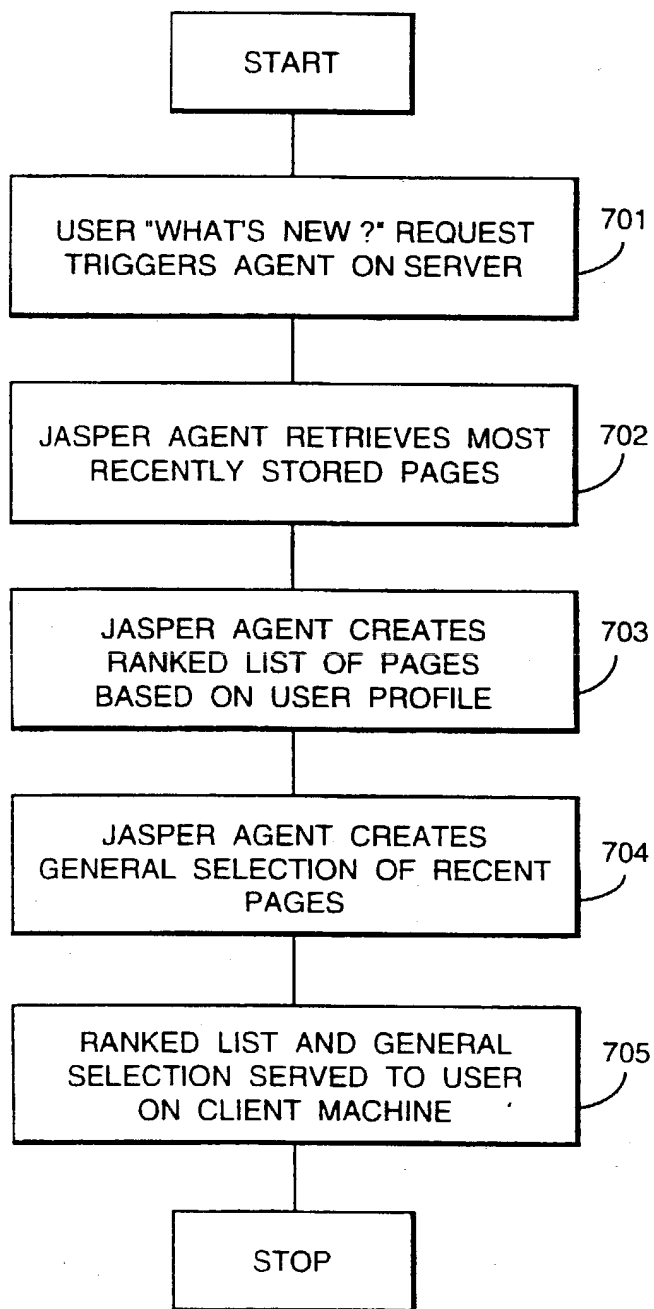 START
USER "WHAT'S NEW ?" REQUEST
TRIGGERS AGENT ON SERVER
701
JASPER AGENT RETRIEVES MOST
RECENTLY STORED PAGES
702
JASPER AGENT CREATES
RANKED LIST OF PAGES
BASED ON USER PROFILE
703
JASPER AGENT CREATES
GENERAL SELECTION OF RECENT
PAGES
704
RANKED LIST AND GENERAL
SELECTION SERVED TO USER
ON CLIENT MACHINE
705
STOP